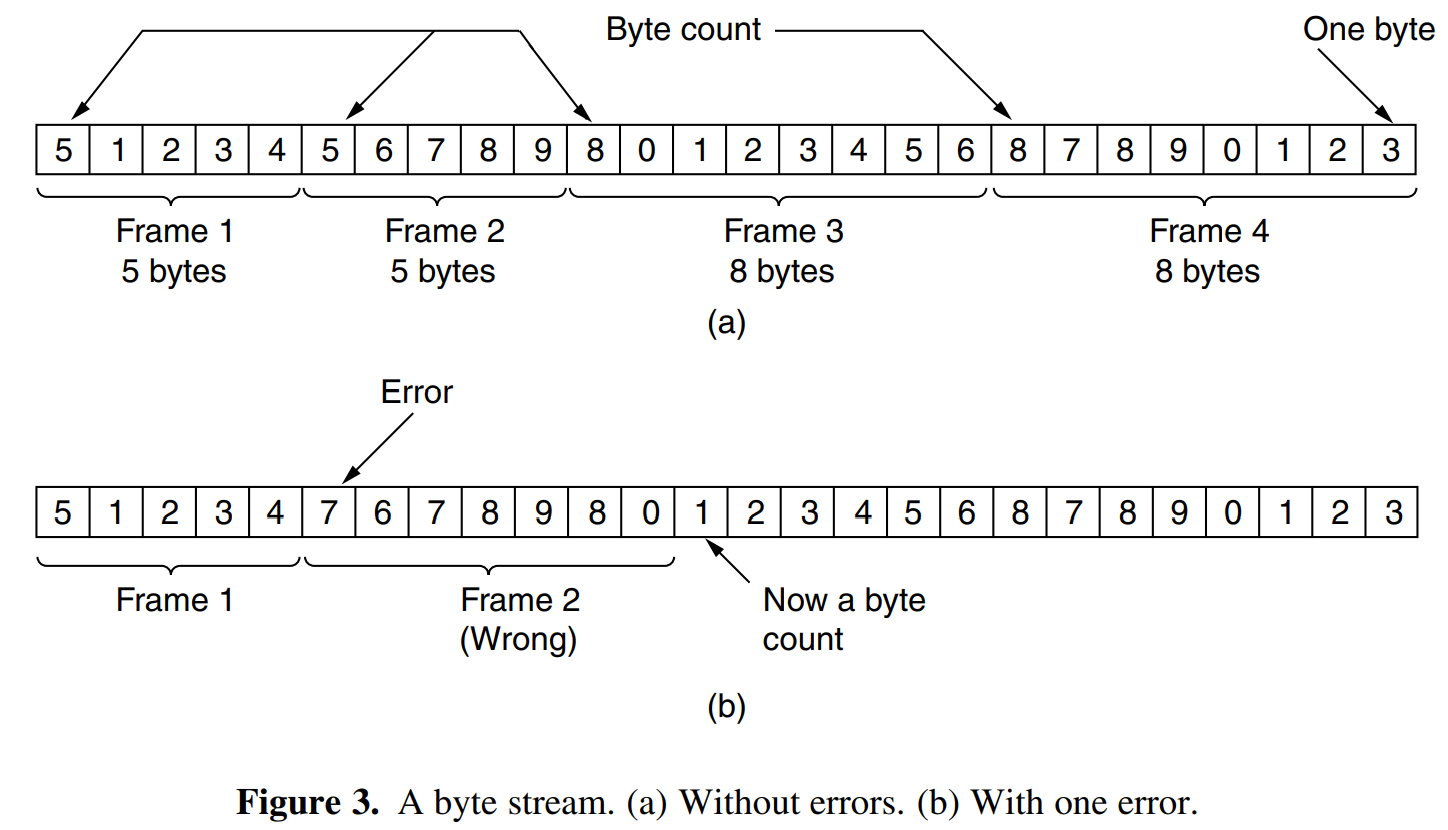 Byte count One byte
5 1 2 3 4 5 6 7 8 9 8 0 1 2 3 4 5 6 8 7 8 9 0 1 2 3
Frame 1 Frame 2 Frame 3 Frame 4
5 bytes 5 bytes 8 bytes 8 bytes
(a)
Error
5 1 2 3 4 7 6 7 8 9 8 0 1 2 3 4 5 6 8 7 8 9 0 1 2 3
Frame 1 Frame 2 Now a byte
(Wrong) count
(b)
Figure 3. A byte stream. (a) Without errors. (b) With one error.